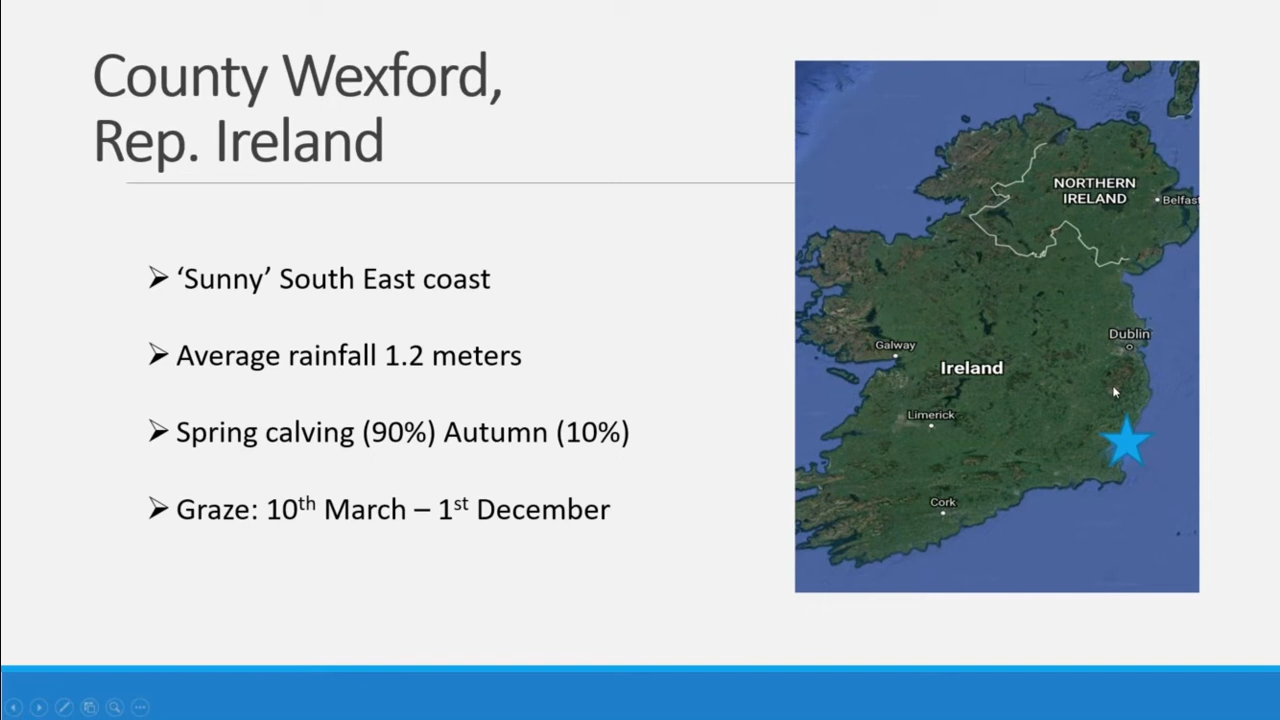 County Wexford,
Rep. Ireland
➢ ‘Sunny’ South East coast
➢ Average rainfall 1.2 meters
➢ Spring calving (90%) Autumn (10%)
➢ Graze: 10th March – 1st December
NORTHERN
IRELAND
Belfas
Dublin
Galway
Ireland
Limerick
Cork